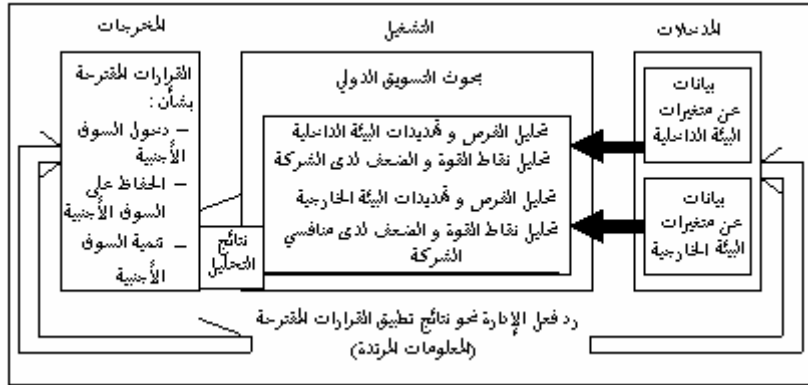 المدخلات
التشغيل
المخرجات
بيانات
عن متغيرات
البيئة الداخلية
بيانات
عن متغيرات
البيئة الخارجية
بحوث التسويق الدولي
تحليل الفرص و تهديدات البيئة الداخلية
تحليل نقاط القوة و الضعف لدى الشركة
تحليل الفرص و تهديدات البيئة الخارجية
تحليل نقاط القوة و الضعف لدى منافسي
الشركة
نتائج
التحليل
القرارات المقترحة
بشأن :
– دخول السوق
الأجنبية
– الحفاظ على
السوق الأجنبية
– تنمية السوق
الأجنبية
رد فعل الإدارة نحو نتائج تطبيق القرارات المقترحة
(المعلومات المرتدة)